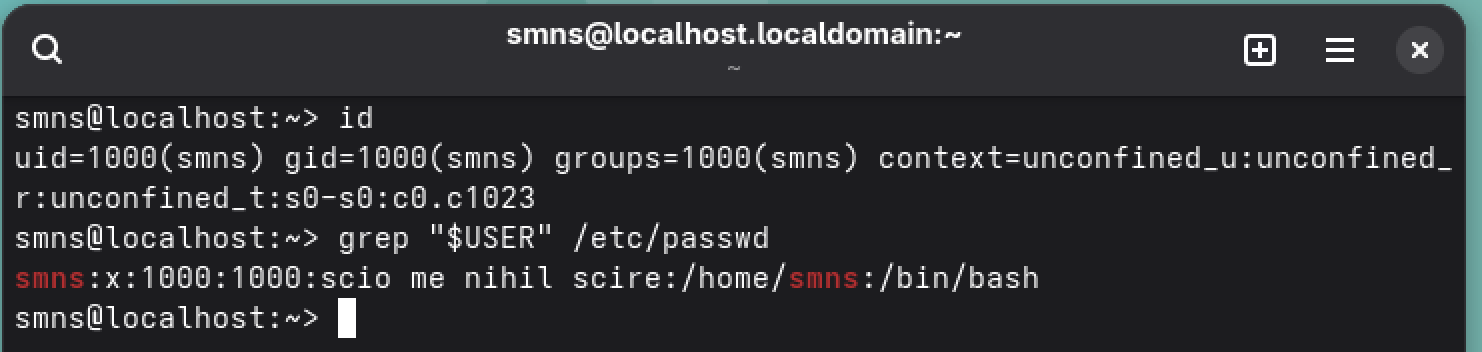 smns@localhost.localdomain:~
~
smns@localhost:~> id
uid=1000(smns) gid=1000(smns) groups=1000(smns) context=unconfined_u:unconfined_
r:unconfined_t:s0-s0:c0.c1023
smns@localhost:~> grep "$USER" /etc/passwd
smns:x:1000:1000:scio me nihil scire:/home/smns:/bin/bash
smns@localhost:~>